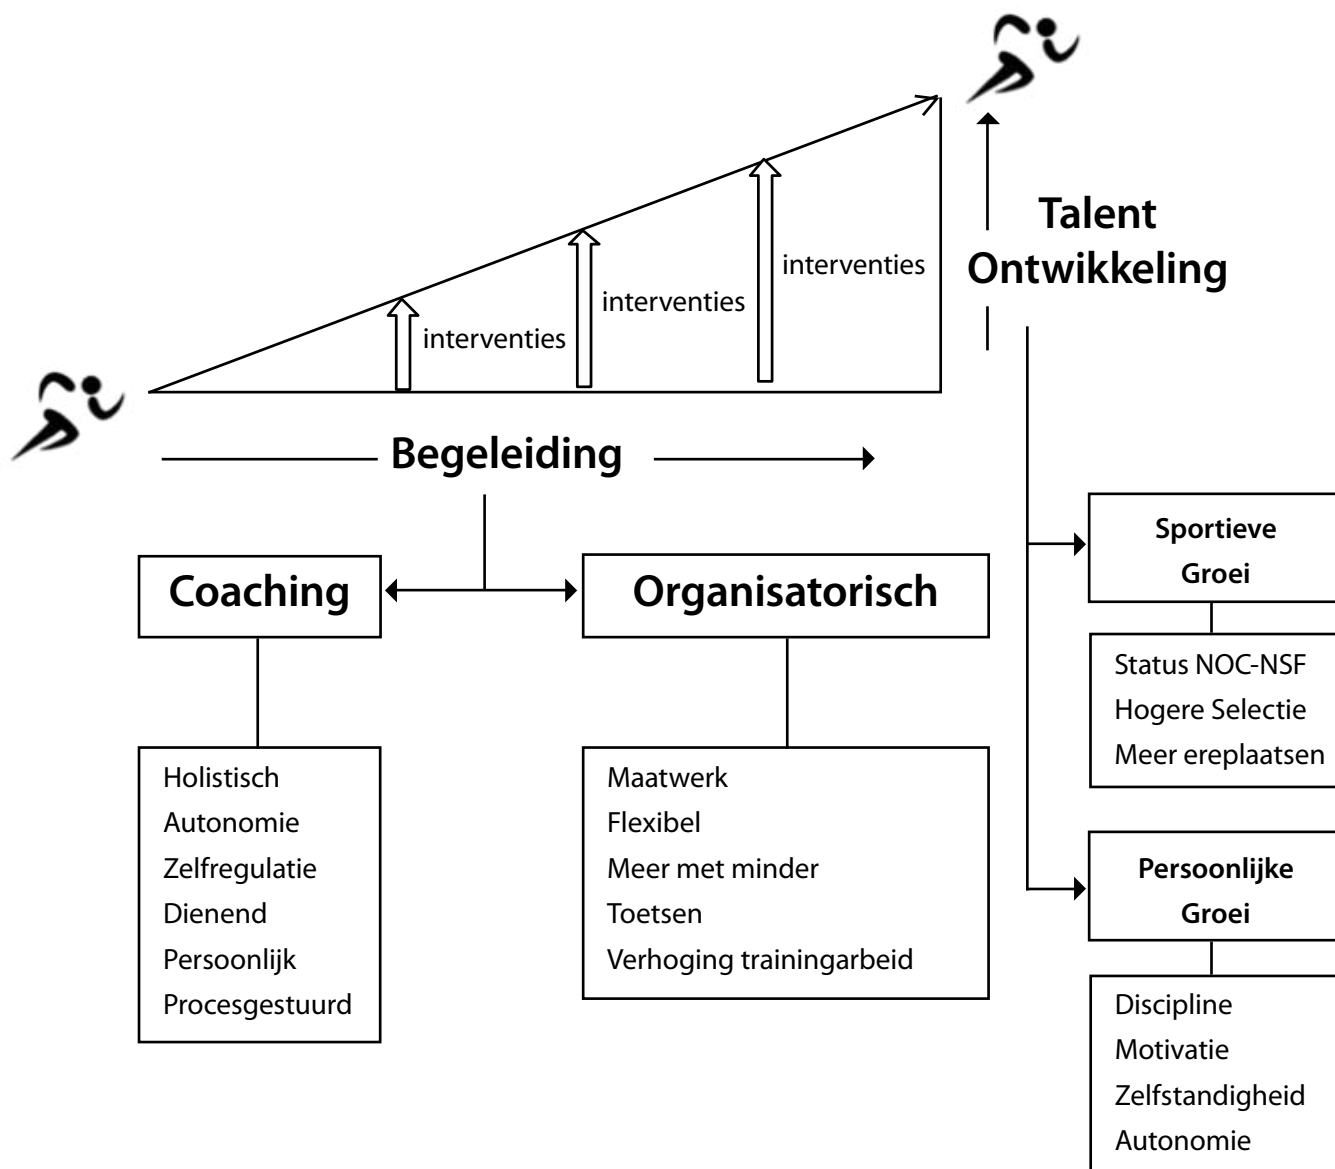 Talent
Ontwikkeling
interventies
interventies
interventies
Begeleiding
Coaching
Organisatorisch
Holistisch
Autonomie
Zelfregulatie
Dienend
Persoonlijk
Procesgestuurd
Maatwerk
Flexibel
Meer met minder
Toetsen
Verhoging trainingarbeid
Sportieve
Groei
Status NOC-NSF
Hogere Selectie
Meer ereplaatsen
Persoonlijke
Groei
Discipline
Motivatie
Zelfstandigheid
Autonomie